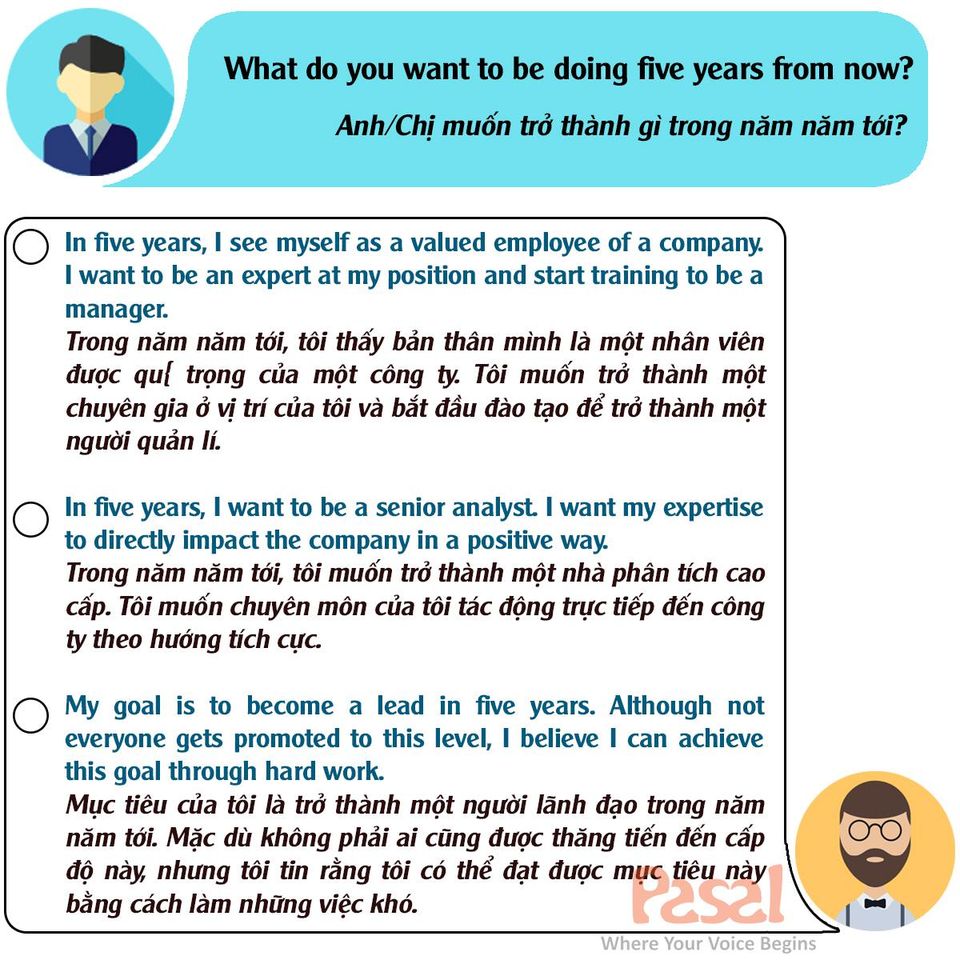 What do you want to be doing five years from now?
Anh/Chị muốn trở thành gì trong năm năm tới?
In five years, I see myself as a valued employee of a company.
I want to be an expert at my position and start training to be a
manager.
Trong năm năm tới, tôi thấy bản thân mình là một nhân viên
được qu{ trọng của một công ty. Tôi muốn trở thành một
chuyên gia ở vị trí của tôi và bắt đầu đào tạo để trở thành một
người quản lí.
In five years, I want to be a senior analyst. I want my expertise
to directly impact the company in a positive way.
Trong năm năm tới, tôi muốn trở thành một nhà phân tích cao
cấp. Tôi muốn chuyên môn của tôi tác động trực tiếp đến công
ty theo hướng tích cực.
My goal is to become a lead in five years. Although not
everyone gets promoted to this level, I believe I can achieve
this goal through hard work.
Mục tiêu của tôi là trở thành một người lãnh đạo trong năm
năm tới. Mặc dù không phải ai cũng được thăng tiến đến cấp
độ này, nhưng tôi tin rằng tôi có thể đạt được mục tiêu này
bằng cách làm những việc khó.
Pasal
Where Your Voice Begins